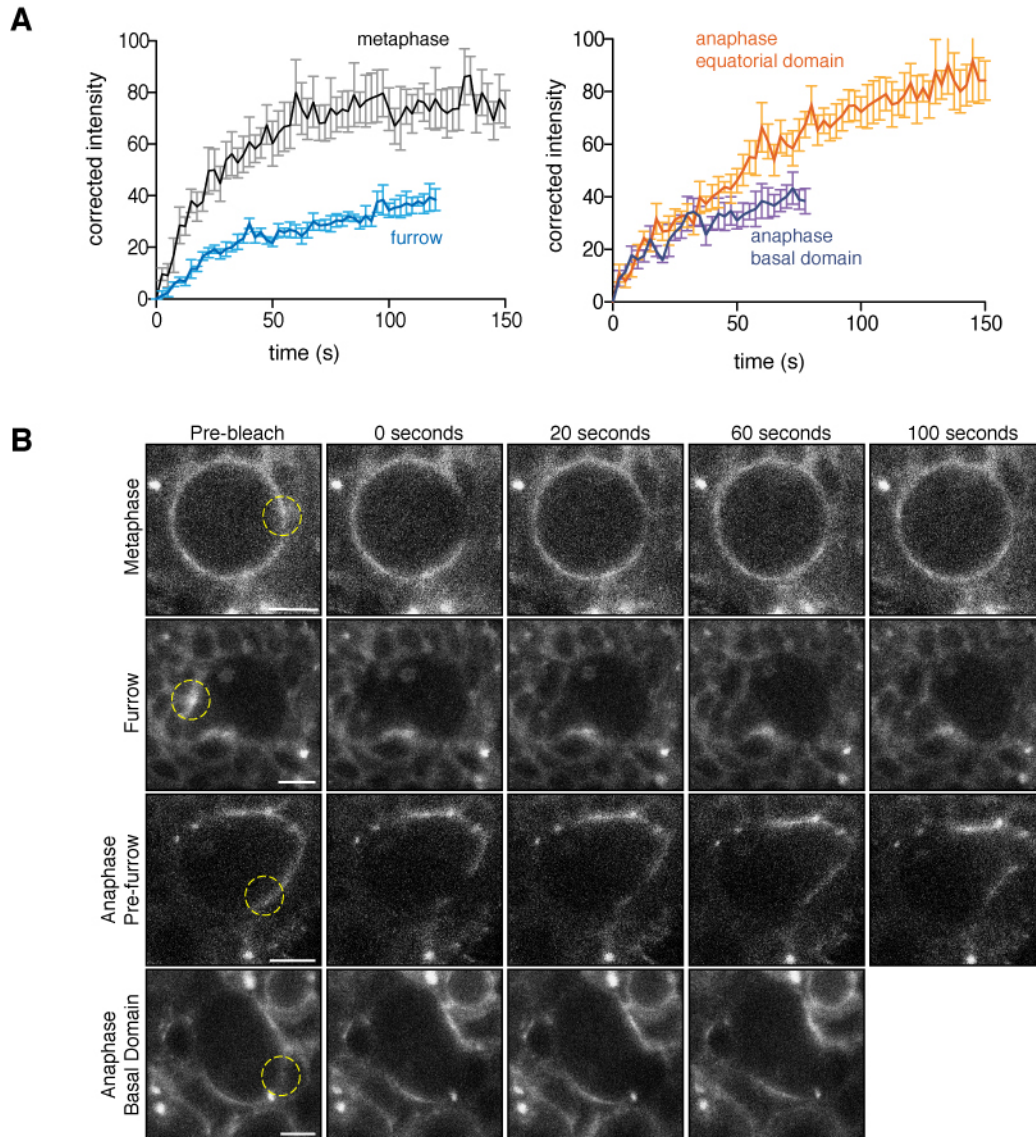 A
metaphase
furrow
corrected intensity
100
80
60
40
20
0
0
50
100
150
time (s)
anaphase
equatorial domain
anaphase
basal domain
corrected intensity
100
80
60
40
20
0
0
50
100
150
time (s)
B
Pre-bleach
0 seconds
20 seconds
60 seconds
100 seconds
Metaphase
Furrow
Anaphase
Pre-furrow
Anaphase
Basal Domain